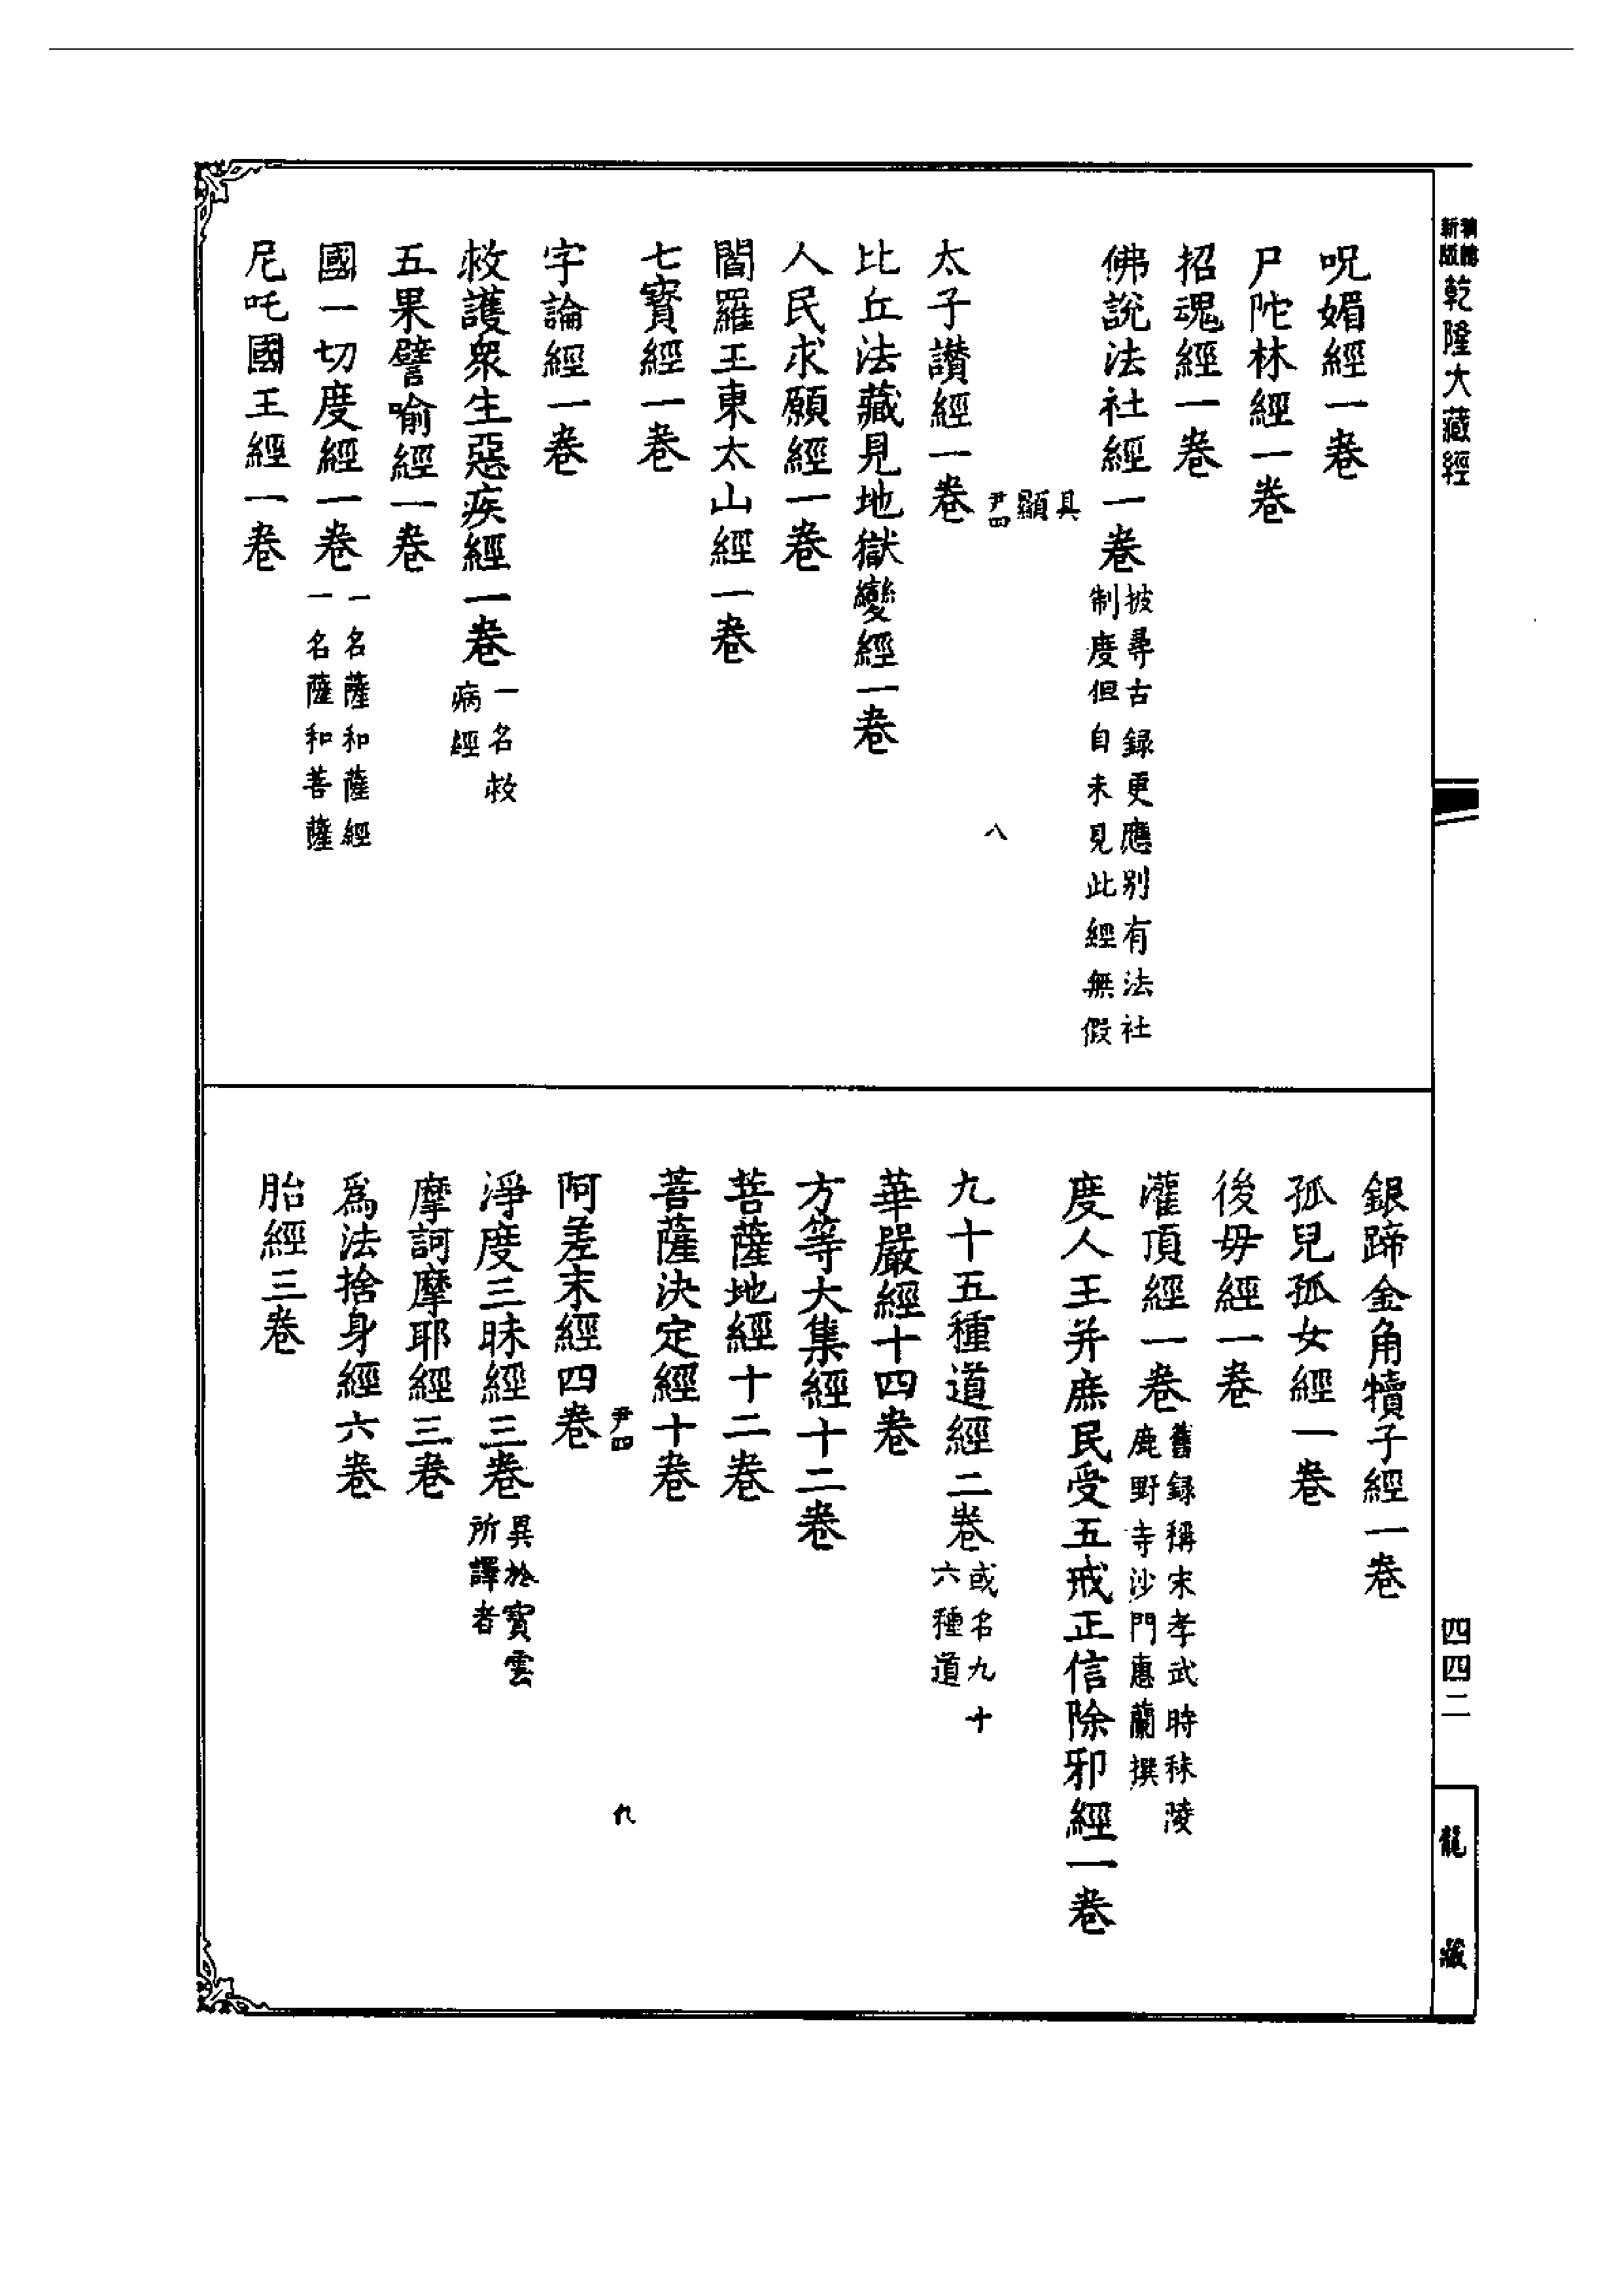 新版
精縮
乾隆大藏經
四四二
龍藏
呪媚經一卷
尸陀林經一卷
招魂經一卷
佛說法社經一卷披尋古録更應別有法社
制度但自未見此經無假
具
顯
尹四
八
太子讚經一卷
比丘法藏見地獄變經一卷
人民求願經一卷
閻羅王東太山經一卷
七寶經一卷
字論經一卷
救護衆生惡疾經一卷一名救
病經
五果譬喻經一卷
國一切度經一卷一名薩和薩經
一名薩和菩薩
尼吒國王經一卷
銀蹄金角犢子經一卷
孤兒孤女經一卷
後母經一卷
灌頂經一卷舊録稱宋孝武時秣陵
鹿野寺沙門惠蘭撰
度人王并庶民受五戒正信除邪經一卷
九十五種道經二卷或名九十
六種道
華嚴經十四卷
方等大集經十二卷
菩薩地經十二卷
菩薩決定經十卷
尹四
九
阿差末經四卷
淨度三昧經三卷異於寶雲
所譯者
摩訶摩耶經三卷
為法捨身經六卷
胎經三卷